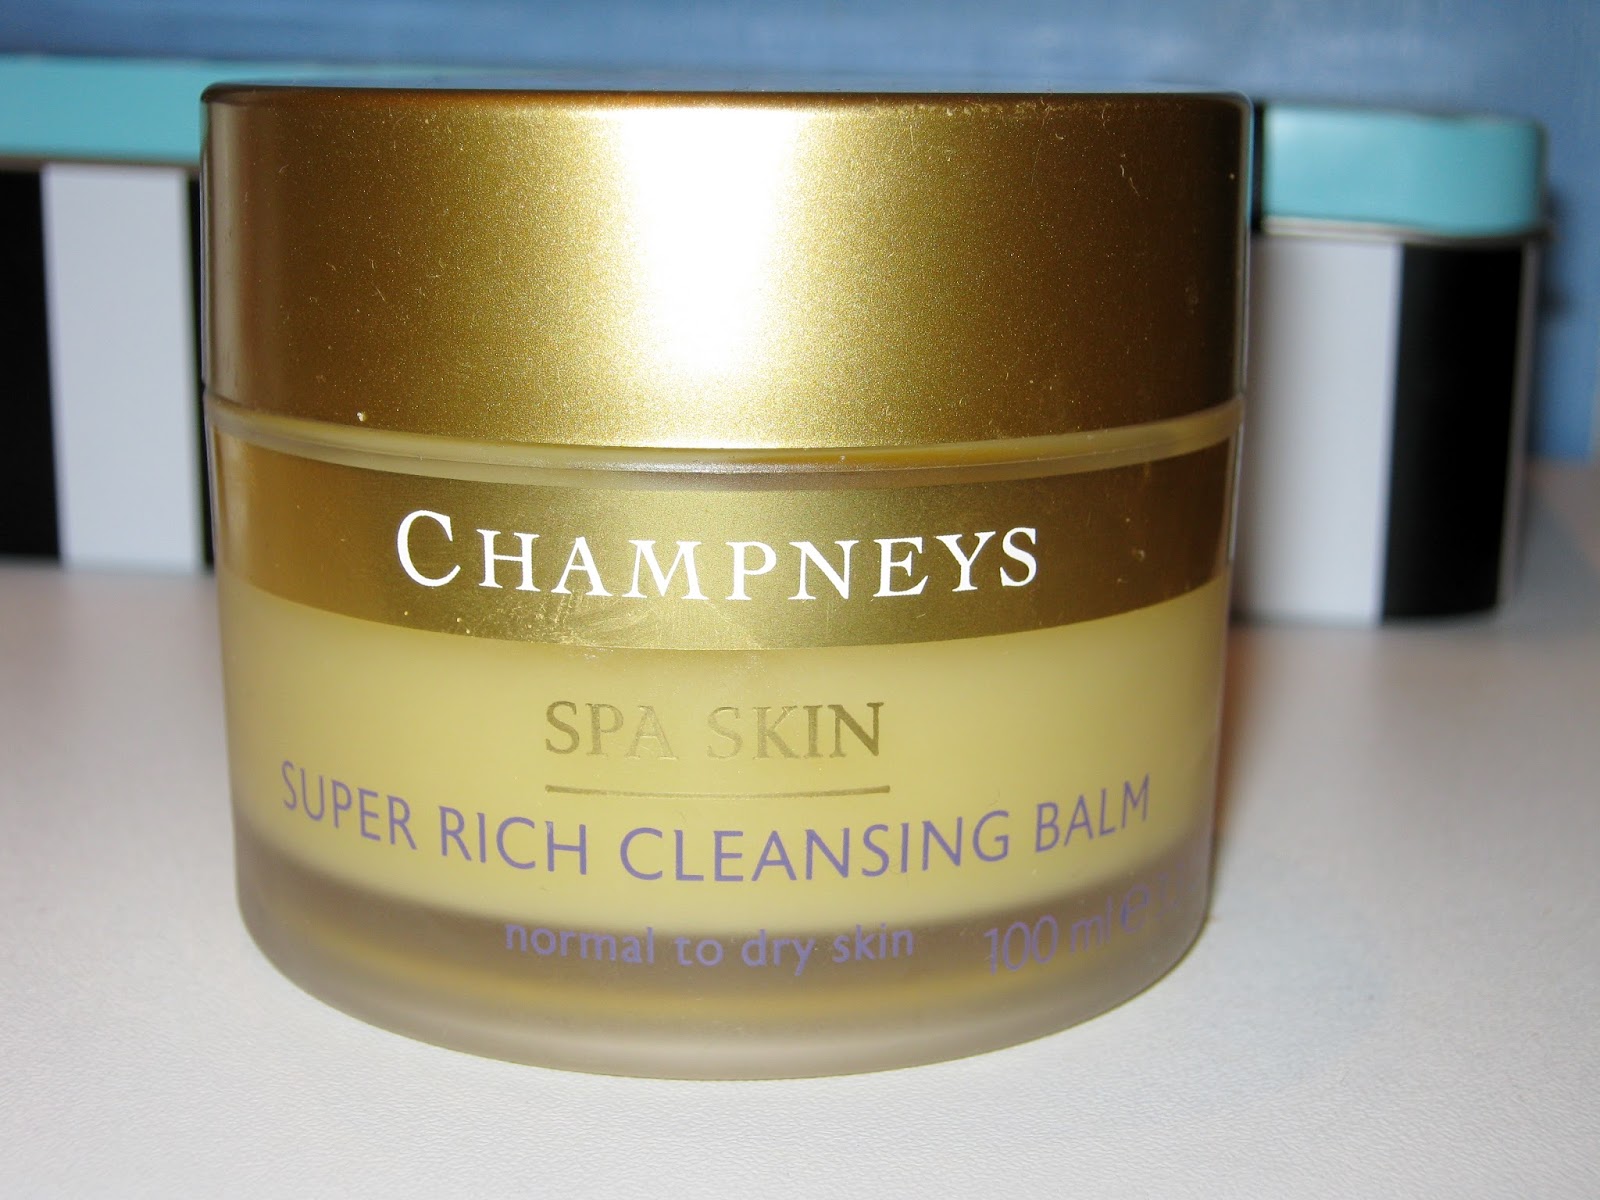 CHAMPNEYS
SPA SKIN
SUPER RICH CLEANSING BALM
normal to dry skin 100 ml e